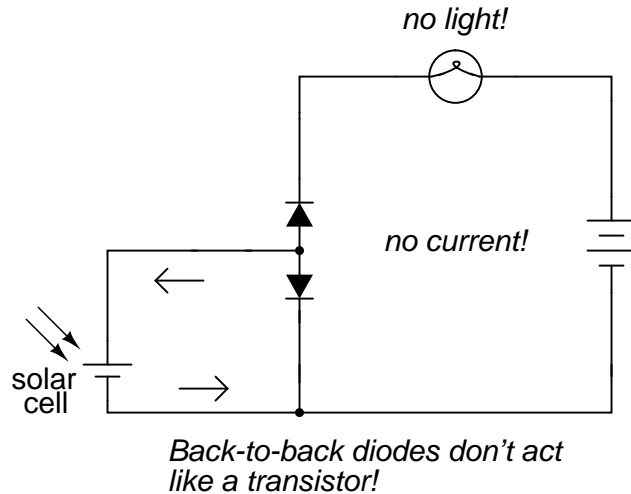 no light!
no current!
solar
cell
Back-to-back diodes don't act
like a transistor!